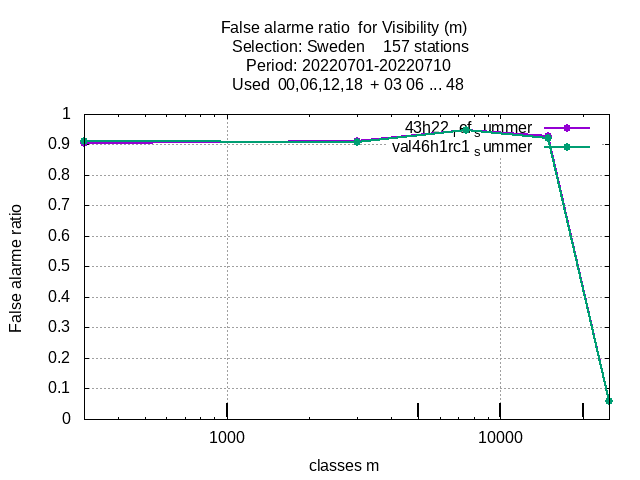 False alarme ratio  for Visibility (m)
Selection: Sweden    157 stations
Period: 20220701-20220710
Used  00,06,12,18  + 03 06 ... 48
1
0.9
0.8
0.7
0.6
0.5
0.4
0.3
0.2
0.1
0
43h22_ref_summer
val46h1rc1_summer
False alarme ratio
1000
10000
classes m